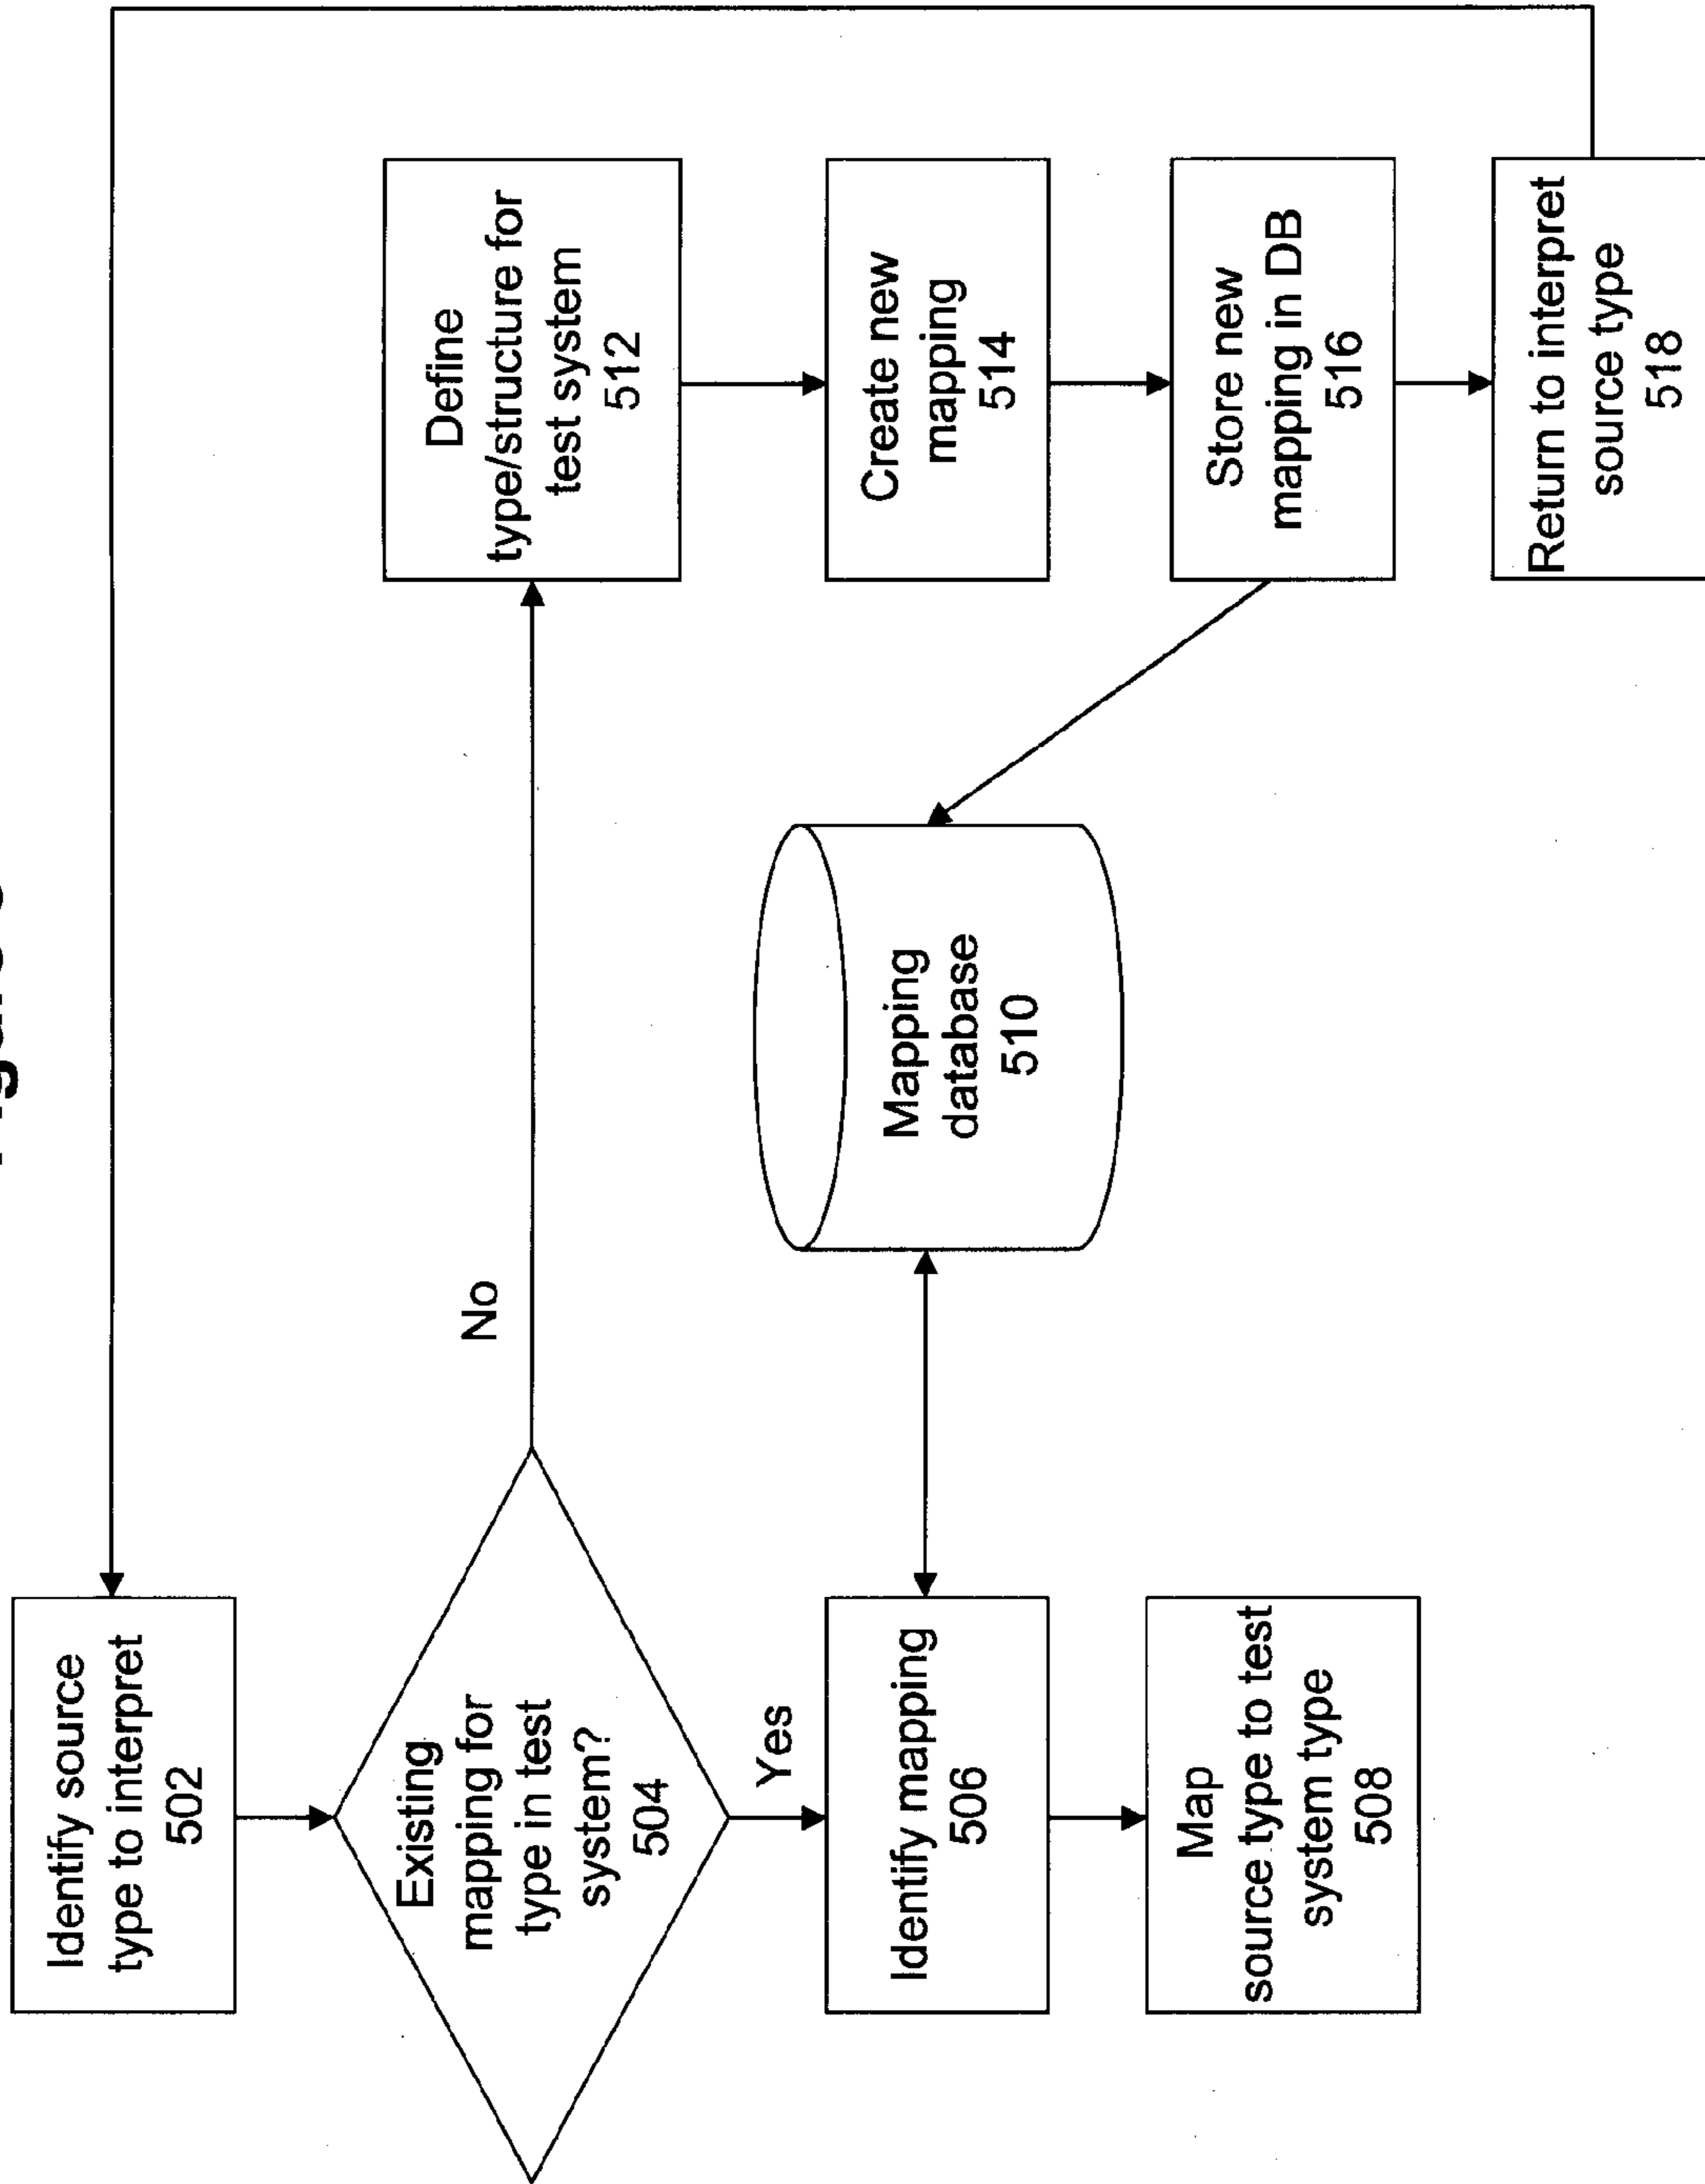 Identify source
type to interpret
502
Existing
mapping for
type in test
system?
504
No
Yes
Identify mapping
506
Map
source type to test
system type
508
Mapping
database
510
Define
type/structure for
test system
512
Create new
mapping
514
Store new
mapping in DB
516
Return to interpret
source type
518